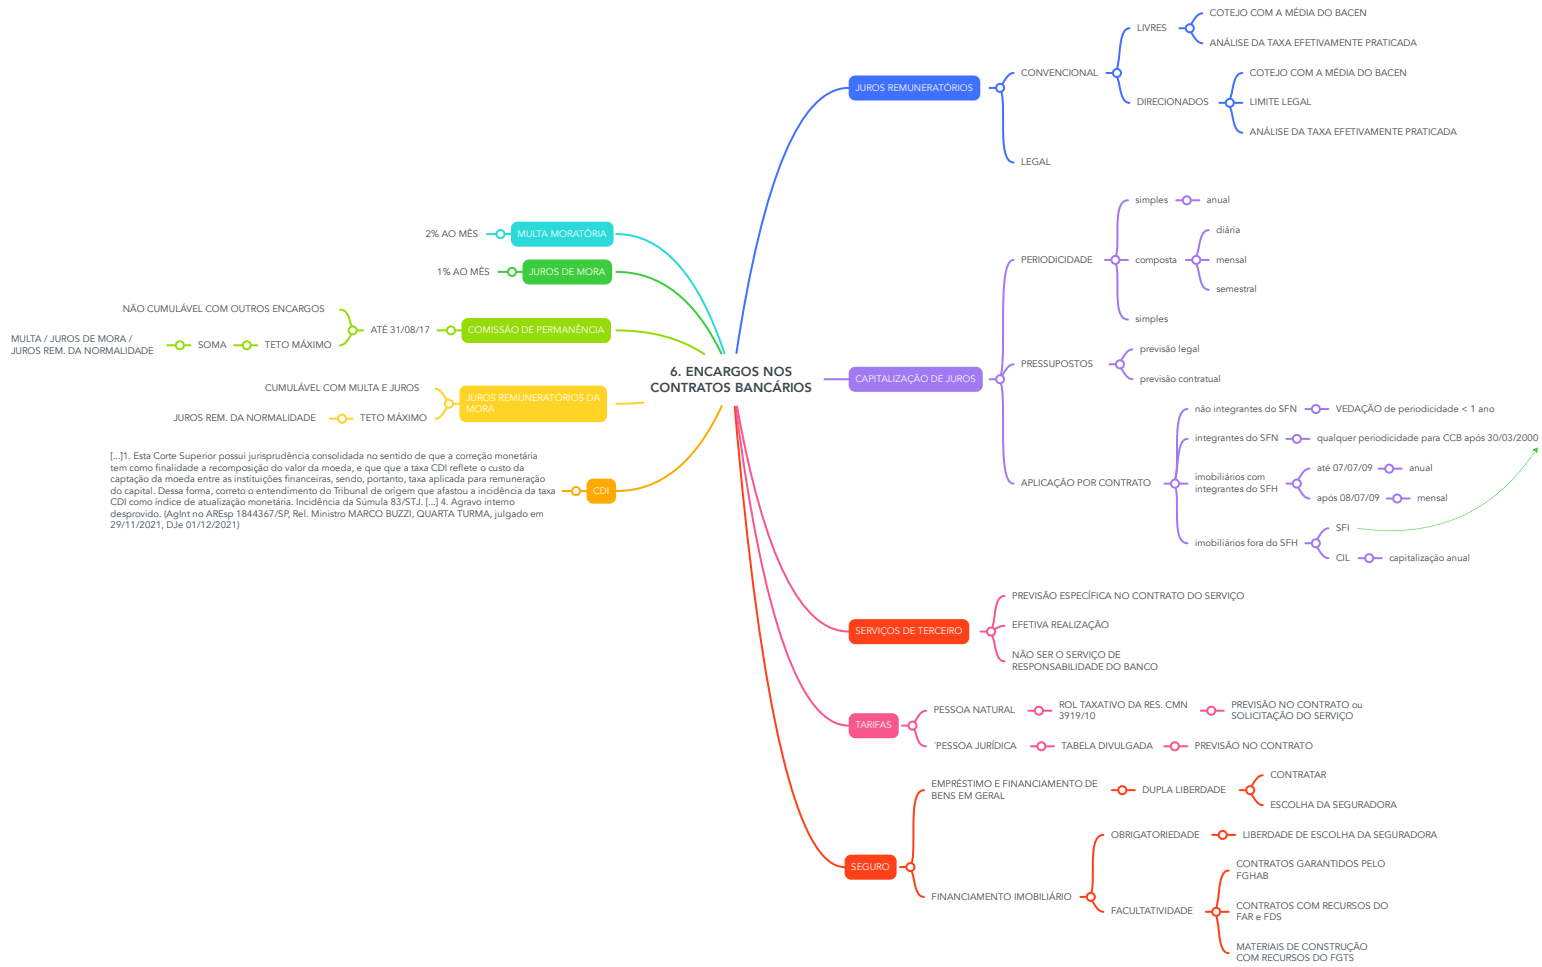 6. ENCARGOS NOS
CONTRATOS BANCÁRIOS
JUROS REMUNERATÓRIOS
CONVENCIONAL
LIVRES
COTEJO COM A MÉDIA DO BACEN
ANÁLISE DA TAXA EFETIVAMENTE PRATICADA
DIRECIONADOS
COTEJO COM A MÉDIA DO BACEN
LIMITE LEGAL
ANÁLISE DA TAXA EFETIVAMENTE PRATICADA
LEGAL
CAPITALIZAÇÃO DE JUROS
PERIODICIDADE
simples
anual
composta
diária
mensal
semestral
simples
PRESSUPOSTOS
previsão legal
previsão contratual
APLICAÇÃO POR CONTRATO
não integrantes do SFN
VEDAÇÃO de periodicidade < 1 ano
integrantes do SFN
qualquer periodicidade para CCB após 30/03/2000
imobiliários com
integrantes do SFH
até 07/07/09
anual
após 08/07/09
mensal
imobiliários fora do SFH
SFI
CIL
capitalização anual
SERVIÇOS DE TERCEIRO
PREVISÃO ESPECÍFICA NO CONTRATO DO SERVIÇO
EFETIVA REALIZAÇÃO
NÃO SER O SERVIÇO DE
RESPONSABILIDADE DO BANCO
TARIFAS
PESSOA NATURAL
ROL TAXATIVO DA RES. CMN
3919/10
PREVISÃO NO CONTRATO ou
SOLICITAÇÃO DO SERVIÇO
´PESSOA JURÍDICA
TABELA DIVULGADA
PREVISÃO NO CONTRATO
SEGURO
EMPRÉSTIMO E FINANCIAMENTO DE
BENS EM GERAL
DUPLA LIBERDADE
CONTRATAR
ESCOLHA DA SEGURADORA
FINANCIAMENTO IMOBILIÁRIO
OBRIGATORIEDADE
LIBERDADE DE ESCOLHA DA SEGURADORA
FACULTATIVIDADE
CONTRATOS GARANTIDOS PELO
FGHAB
CONTRATOS COM RECURSOS DO
FAR e FDS
MATERIAIS DE CONSTRUÇÃO
COM RECURSOS DO FGTS
MULTA MORATÓRIA
2% AO MÊS
JUROS DE MORA
1% AO MÊS
COMISSÃO DE PERMANÊNCIA
ATÉ 31/08/17
NÃO CUMULÁVEL COM OUTROS ENCARGOS
TETO MÁXIMO
SOMA
MULTA / JUROS DE MORA /
JUROS REM. DA NORMALIDADE
JUROS REMUNERATÓRIOS DA
MORA
CUMULÁVEL COM MULTA E JUROS
TETO MÁXIMO
JUROS REM. DA NORMALIDADE
CDI
[...]1. Esta Corte Superior possui jurisprudência consolidada no sentido de que a correção monetária
tem como finalidade a recomposição do valor da moeda, e que que a taxa CDI reflete o custo da
captação da moeda entre as instituições financeiras, sendo, portanto, taxa aplicada para remuneração
do capital. Dessa forma, correto o entendimento do Tribunal de origem que afastou a incidência da taxa
CDI como índice de atualização monetária. Incidência da Súmula 83/STJ. [...] 4. Agravo interno
desprovido. (AgInt no AREsp 1844367/SP, Rel. Ministro MARCO BUZZI, QUARTA TURMA, julgado em
29/11/2021, DJe 01/12/2021)